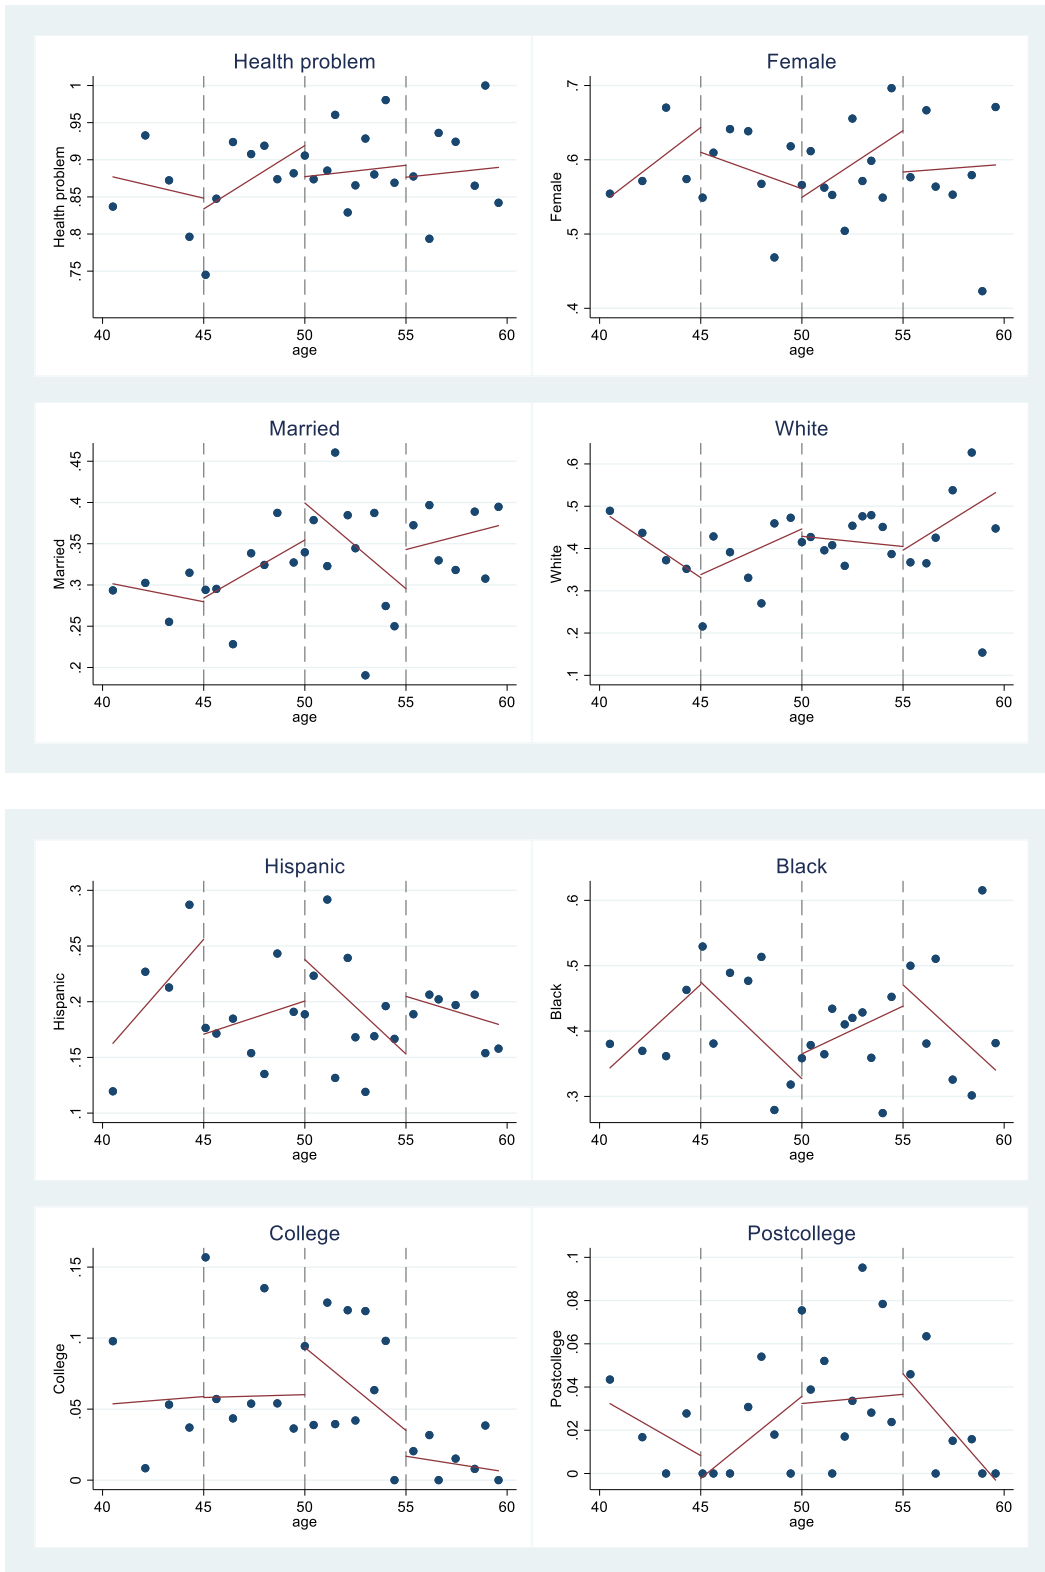 Health problem
Health problem
.75 .8 .85 .9 .95 1
40 45 50 55 60
age
Female
Female
.4 .5 .6 .7
40 45 50 55 60
age
Married
Married
.2 .25 .3 .35 .4 .45
40 45 50 55 60
age
White
White
.1 .2 .3 .4 .5 .6
40 45 50 55 60
age
Hispanic
Hispanic
.1 .15 .2 .25 .3
40 45 50 55 60
age
Black
Black
.3 .4 .5 .6
40 45 50 55 60
age
College
College
0 .05 .1 .15
40 45 50 55 60
age
Postcollege
Postcollege
0 .02 .04 .06 .08 .1
40 45 50 55 60
age